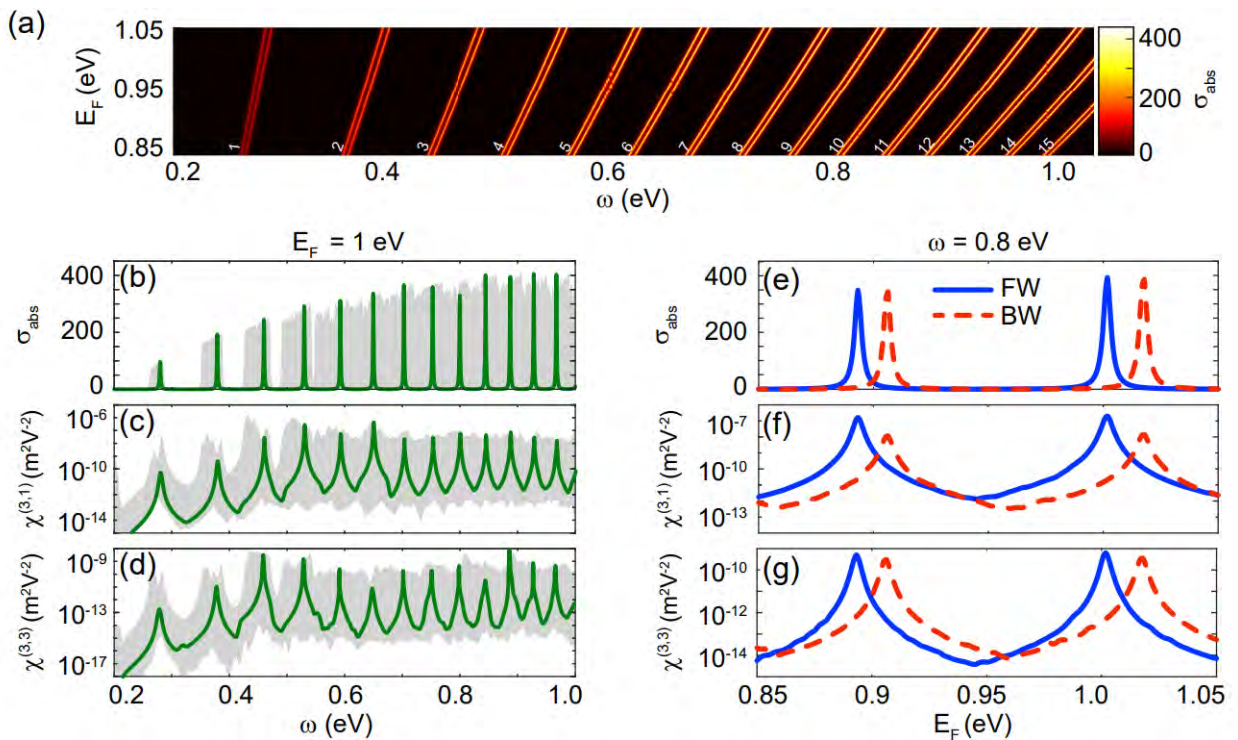 (a)
E_F (eV)
1.05
0.95
0.85
1 2 3 4 5 6 7 8 9 10 11 12 13 14 15
0.2 0.4 0.6 0.8 1.0
ω (eV)
400
200
0
σ_abs
E_F = 1 eV
(b)
σ_abs
400
200
0
(c)
χ^(3,1) (m²V⁻²)
10⁻⁶
10⁻¹⁰
10⁻¹⁴
(d)
χ^(3,3) (m²V⁻²)
10⁻⁹
10⁻¹³
10⁻¹⁷
0.2 0.4 0.6 0.8 1.0
ω (eV)
ω = 0.8 eV
(e)
σ_abs
400
200
0
FW
BW
(f)
χ^(3,1) (m²V⁻²)
10⁻⁷
10⁻¹⁰
10⁻¹³
(g)
χ^(3,3) (m²V⁻²)
10⁻¹⁰
10⁻¹²
10⁻¹⁴
0.85 0.9 0.95 1.0 1.05
E_F (eV)